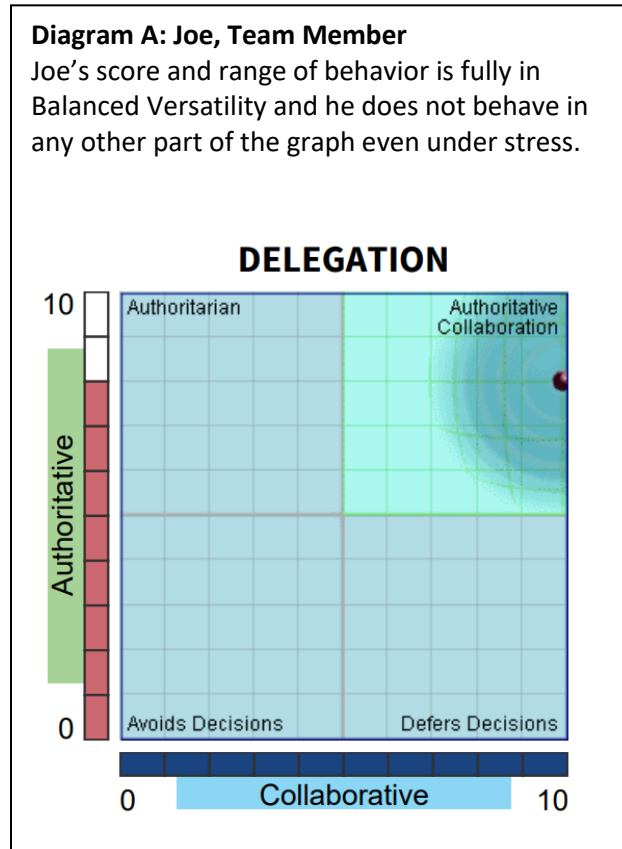 Diagram A: Joe, Team Member
Joe’s score and range of behavior is fully in
Balanced Versatility and he does not behave in
any other part of the graph even under stress.
DELEGATION
10
Authoritarian
Authoritative
Collaboration
Authoritative
0
Avoids Decisions
Defers Decisions
0
Collaborative
10